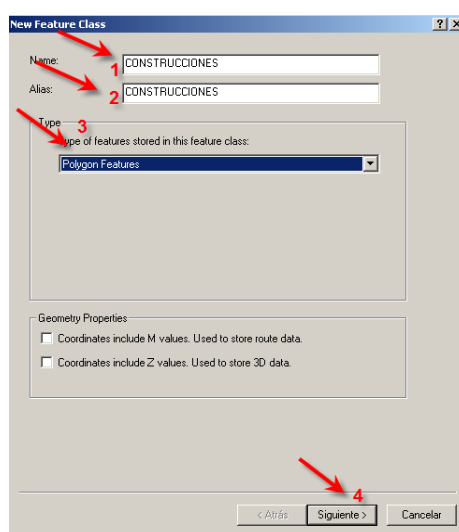 New Feature Class
Name:
1
CONSTRUCCIONES
Alias:
2
CONSTRUCCIONES
Type
3
Type of features stored in this feature class:
Polygon Features
Geometry Properties
Coordinates include M values. Used to store route data.
Coordinates include Z values. Used to store 3D data.
4
< Atrás Siguiente > Cancelar